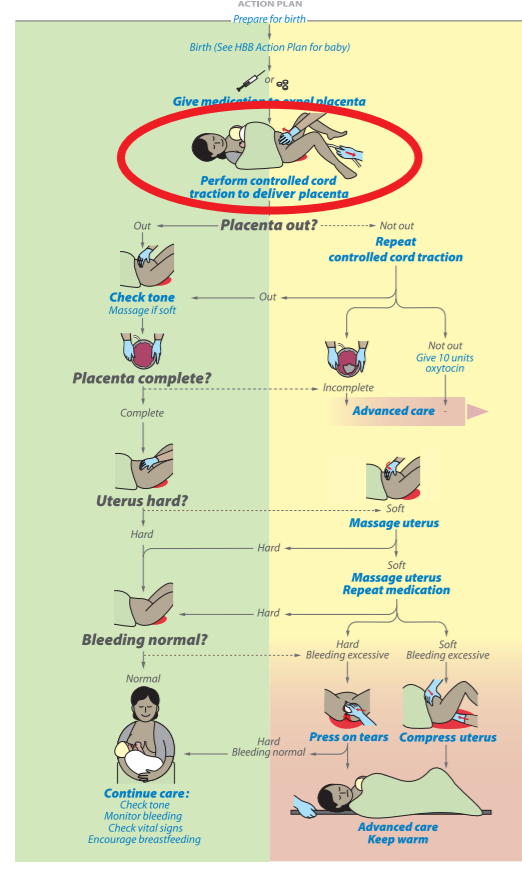 ACTION PLAN
Prepare for birth
Birth (See HBB Action Plan for baby)
or
Give medication to expel placenta
Perform controlled cord
traction to deliver placenta
Placenta out?
Out
Not out
Repeat
controlled cord traction
Out
Check tone
Massage if soft
Not out
Give 10 units
oxytocin
Placenta complete?
Incomplete
Complete
Advanced care
Uterus hard?
Soft
Massage uterus
Hard
Hard
Soft
Massage uterus
Repeat medication
Hard
Bleeding normal?
Hard
Bleeding excessive
Soft
Bleeding excessive
Normal
Press on tears
Compress uterus
Hard
Bleeding normal
Continue care:
Check tone
Monitor bleeding
Check vital signs
Encourage breastfeeding
Advanced care
Keep warm